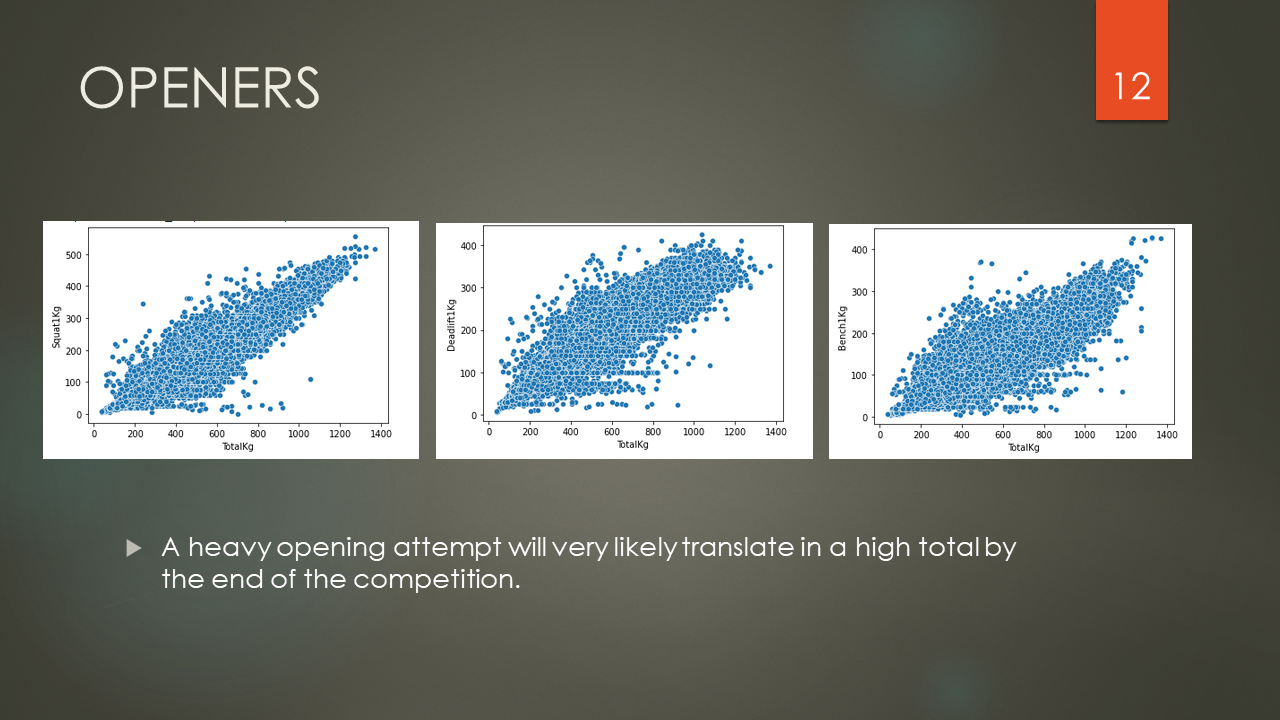 OPENERS
12
500
400
300
200
100
0
Squat1Kg
0 200 400 600 800 1000 1200 1400
TotalKg
400
300
200
100
0
Deadlift1Kg
0 200 400 600 800 1000 1200 1400
TotalKg
400
300
200
100
0
Bench1Kg
0 200 400 600 800 1000 1200 1400
TotalKg
A heavy opening attempt will very likely translate in a high total by
the end of the competition.